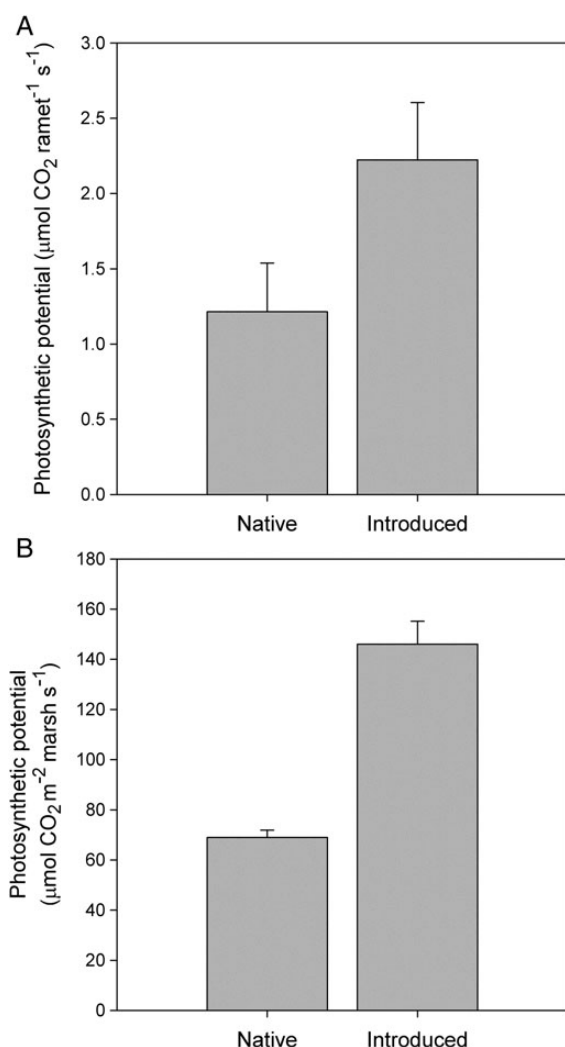 A
Photosynthetic potential (μmol CO₂ ramet⁻¹ s⁻¹)
3.0
2.5
2.0
1.5
1.0
0.5
0.0
Native Introduced
B
Photosynthetic potential
(μmol CO₂ m⁻² marsh s⁻¹)
180
160
140
120
100
80
60
40
20
0
Native Introduced